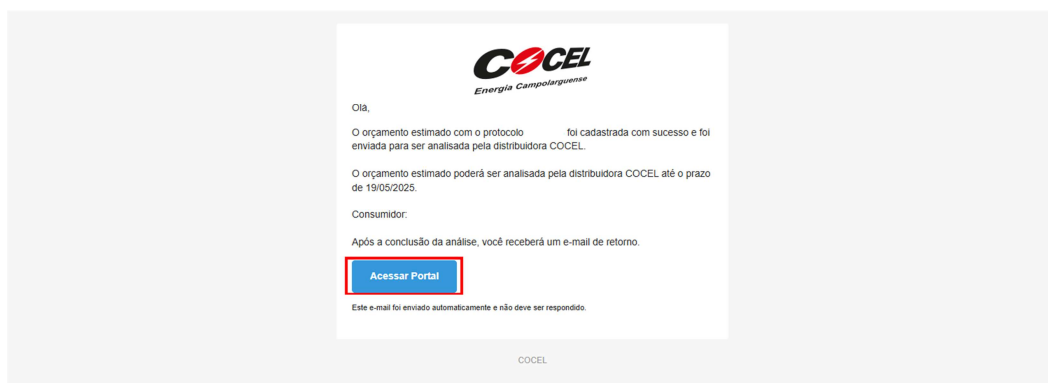 COCEL
Energia Campolarguense
Olá,
O orçamento estimado com o protocolo foi cadastrada com sucesso e foi
enviada para ser analisada pela distribuidora COCEL.
O orçamento estimado poderá ser analisada pela distribuidora COCEL até o prazo
de 19/05/2025.
Consumidor:
Após a conclusão da análise, você receberá um e-mail de retorno.
Acessar Portal
Este e-mail foi enviado automaticamente e não deve ser respondido.
COCEL